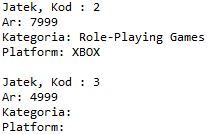 Jatek, Kod : 2
Ar: 7999
Kategoria: Role-Playing Games
Platform: XBOX
Jatek, Kod : 3
Ar: 4999
Kategoria:
Platform: